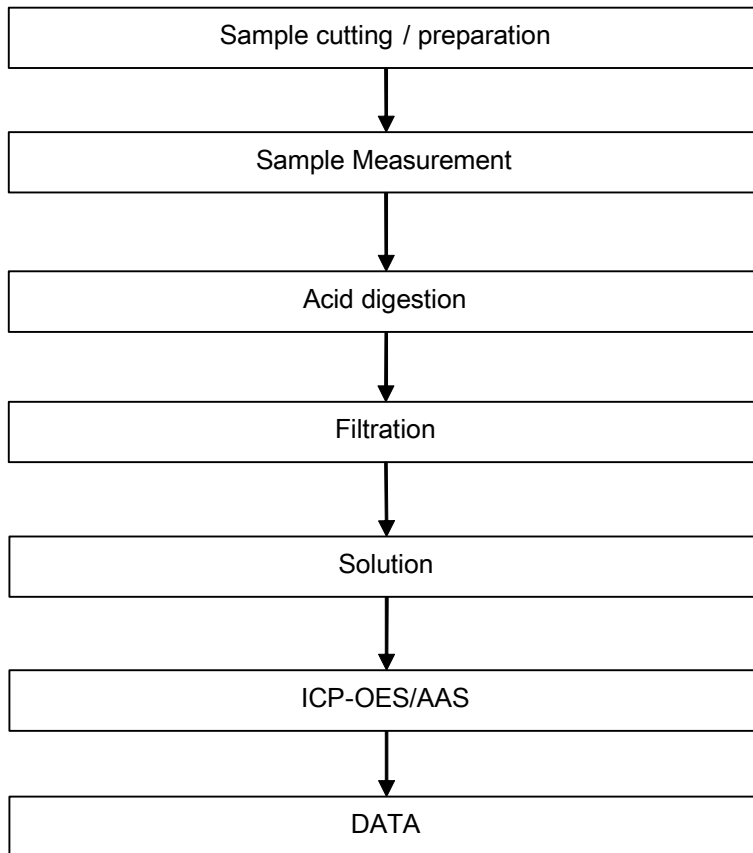 Sample cutting / preparation
Sample Measurement
Acid digestion
Filtration
Solution
ICP-OES/AAS
DATA